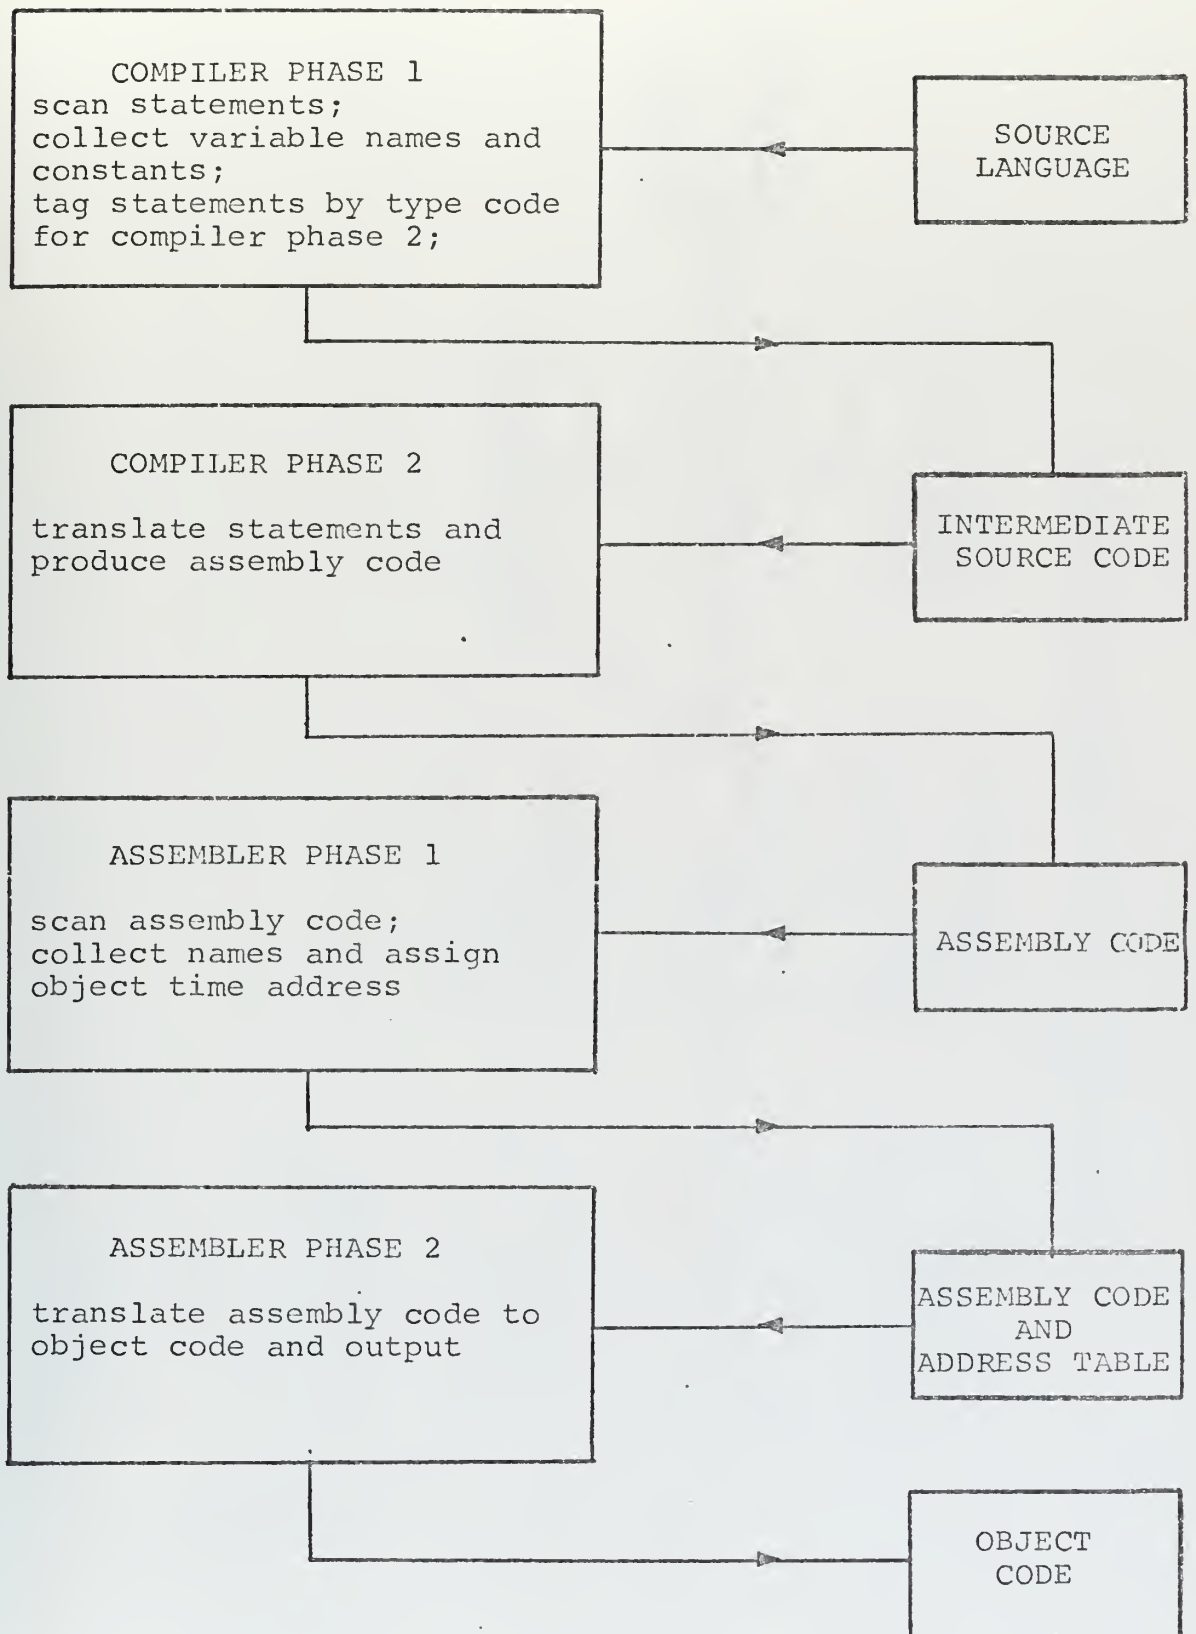 COMPILER PHASE 1
scan statements;
collect variable names and
constants;
tag statements by type code
for compiler phase 2;
SOURCE
LANGUAGE
COMPILER PHASE 2
translate statements and
produce assembly code
INTERMEDIATE
SOURCE CODE
ASSEMBLER PHASE 1
scan assembly code;
collect names and assign
object time address
ASSEMBLY CODE
ASSEMBLER PHASE 2
translate assembly code to
object code and output
ASSEMBLY CODE
AND
ADDRESS TABLE
OBJECT
CODE